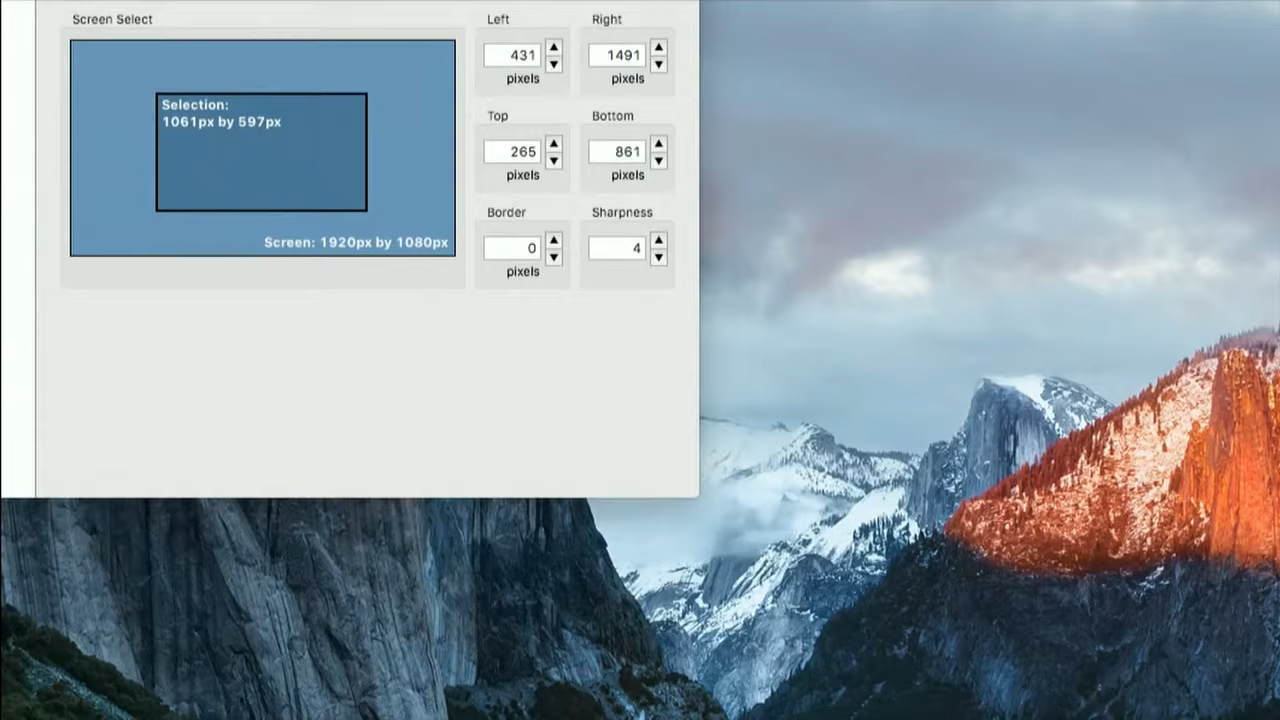 Screen Select
Selection:
1061px by 597px
Screen: 1920px by 1080px
Left
431
pixels
Right
1491
pixels
Top
265
pixels
Bottom
861
pixels
Border
0
pixels
Sharpness
4